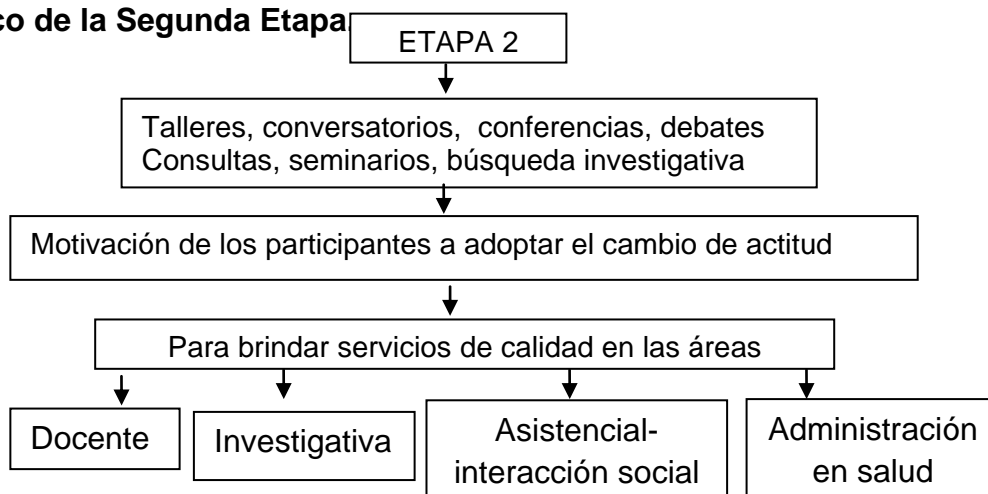 co de la Segunda Etapa.
ETAPA 2
Talleres, conversatorios, conferencias, debates
Consultas, seminarios, búsqueda investigativa
Motivación de los participantes a adoptar el cambio de actitud
Para brindar servicios de calidad en las áreas
Docente
Investigativa
Asistencial-
interacción social
Administración
en salud